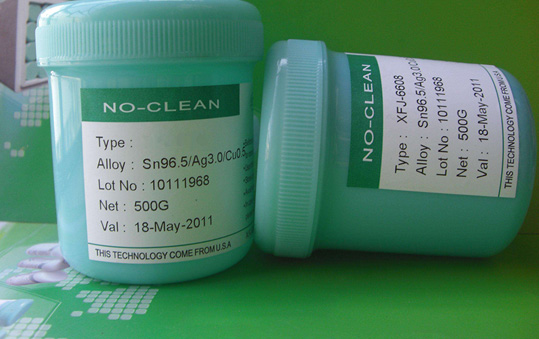 NO-CLEAN
Type :
Alloy : Sn96.5/Ag3.0/Cu0.5
Lot No : 10111968
Net : 500G
Val : 18-May-2011
THIS TECHNOLOGY COME FROM U.S.A
NO-CLEAN
Type : XFJ-6608
Alloy : Sn96.5/Ag3.0/
Lot No : 10111968
Net : 500G
Val : 18-May-2011
THIS TECHNOLOGY COME FROM U.S.A